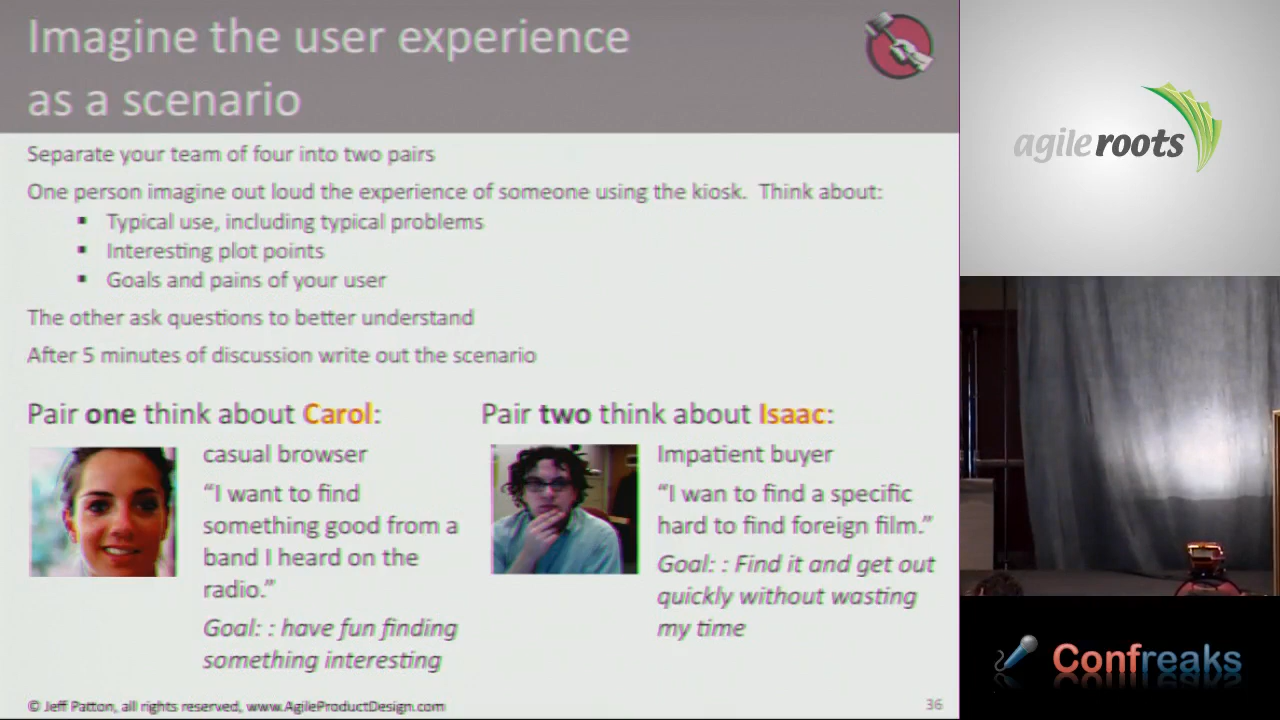 Imagine the user experience
as a scenario
Separate your team of four into two pairs
One person imagine out loud the experience of someone using the kiosk. Think about:
▪ Typical use, including typical problems
▪ Interesting plot points
▪ Goals and pains of your user
The other ask questions to better understand
After 5 minutes of discussion write out the scenario
Pair one think about Carol:
casual browser
“I want to find
something good from a
band I heard on the
radio.”
Goal: : have fun finding
something interesting
Pair two think about Isaac:
Impatient buyer
“I wan to find a specific
hard to find foreign film.”
Goal: : Find it and get out
quickly without wasting
my time
© Jeff Patton, all rights reserved, www.AgileProductDesign.com
36
agile roots
Confreaks